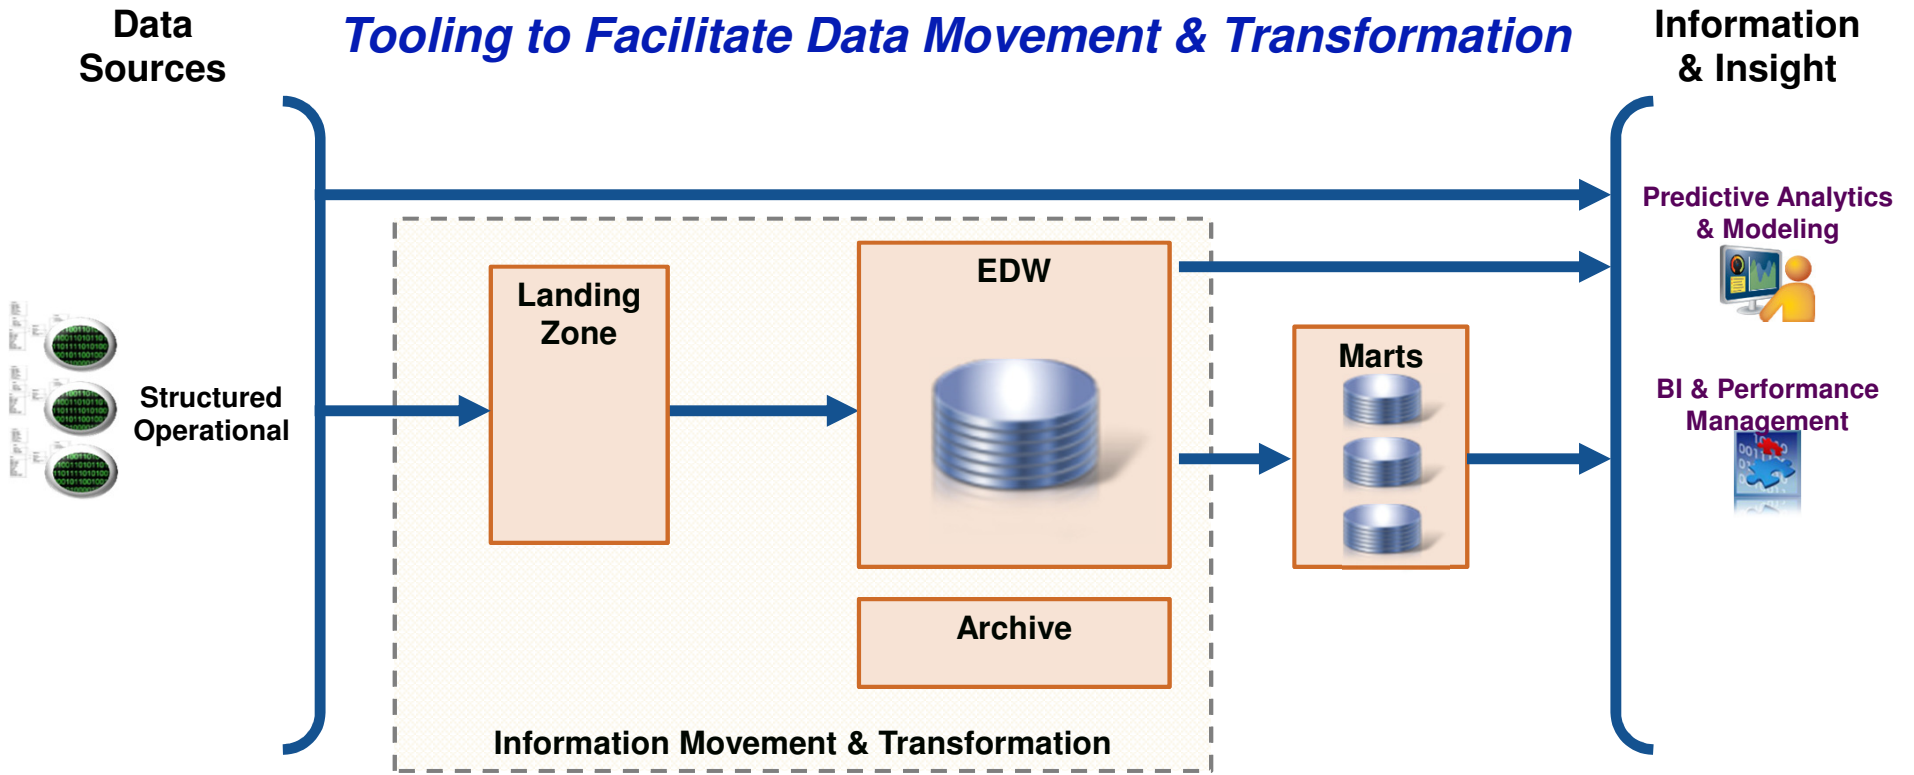 Data
Sources
Tooling to Facilitate Data Movement & Transformation
Information
& Insight
Structured
Operational
Landing
Zone
EDW
Archive
Information Movement & Transformation
Marts
Predictive Analytics
& Modeling
BI & Performance
Management